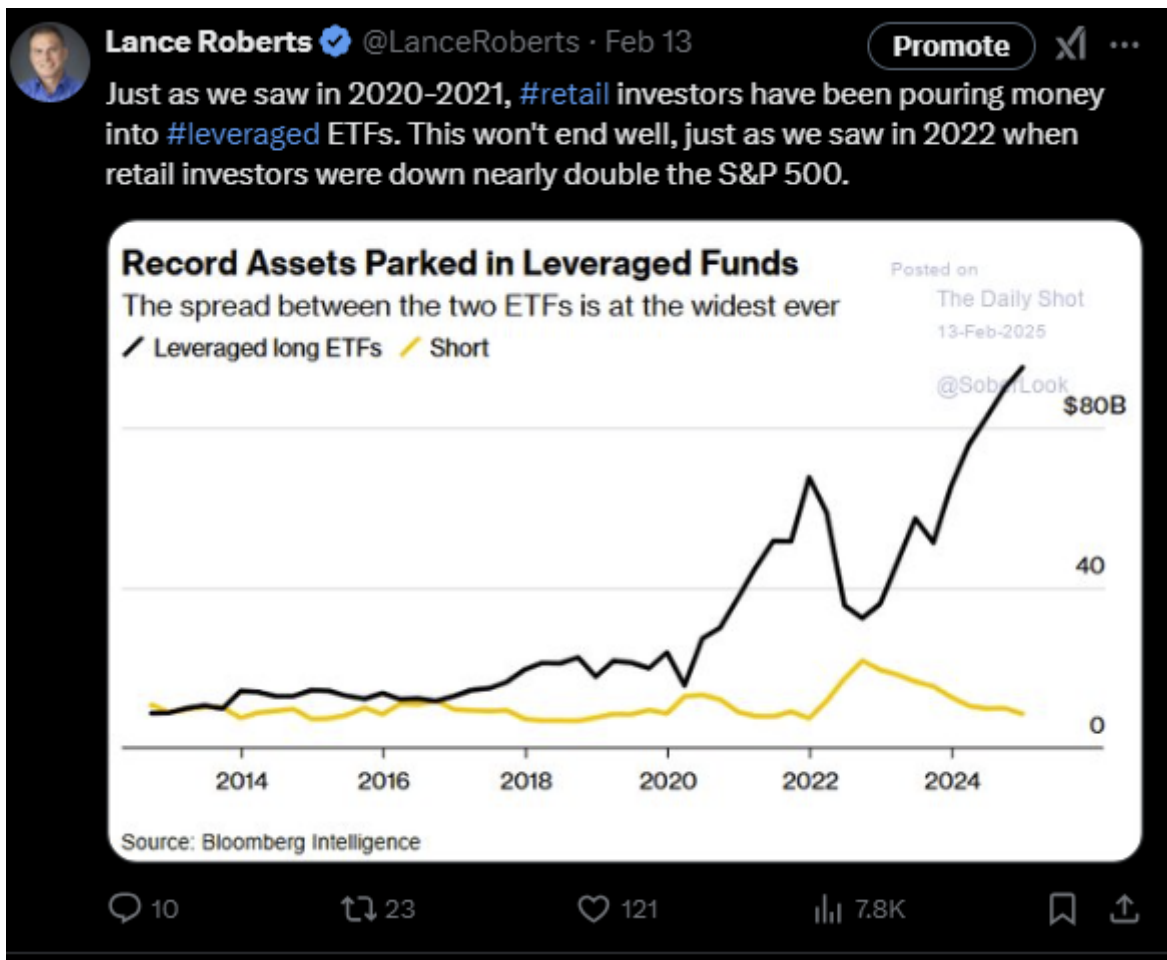 Lance Roberts @LanceRoberts · Feb 13 Promote
Just as we saw in 2020-2021, #retail investors have been pouring money
into #leveraged ETFs. This won't end well, just as we saw in 2022 when
retail investors were down nearly double the S&P 500.
Record Assets Parked in Leveraged Funds
Posted on
The spread between the two ETFs is at the widest ever
The Daily Shot
13-Feb-2025
Leveraged long ETFs Short
@SoberLook
$80B
40
0
2014 2016 2018 2020 2022 2024
Source: Bloomberg Intelligence
10 23 121 7.8K